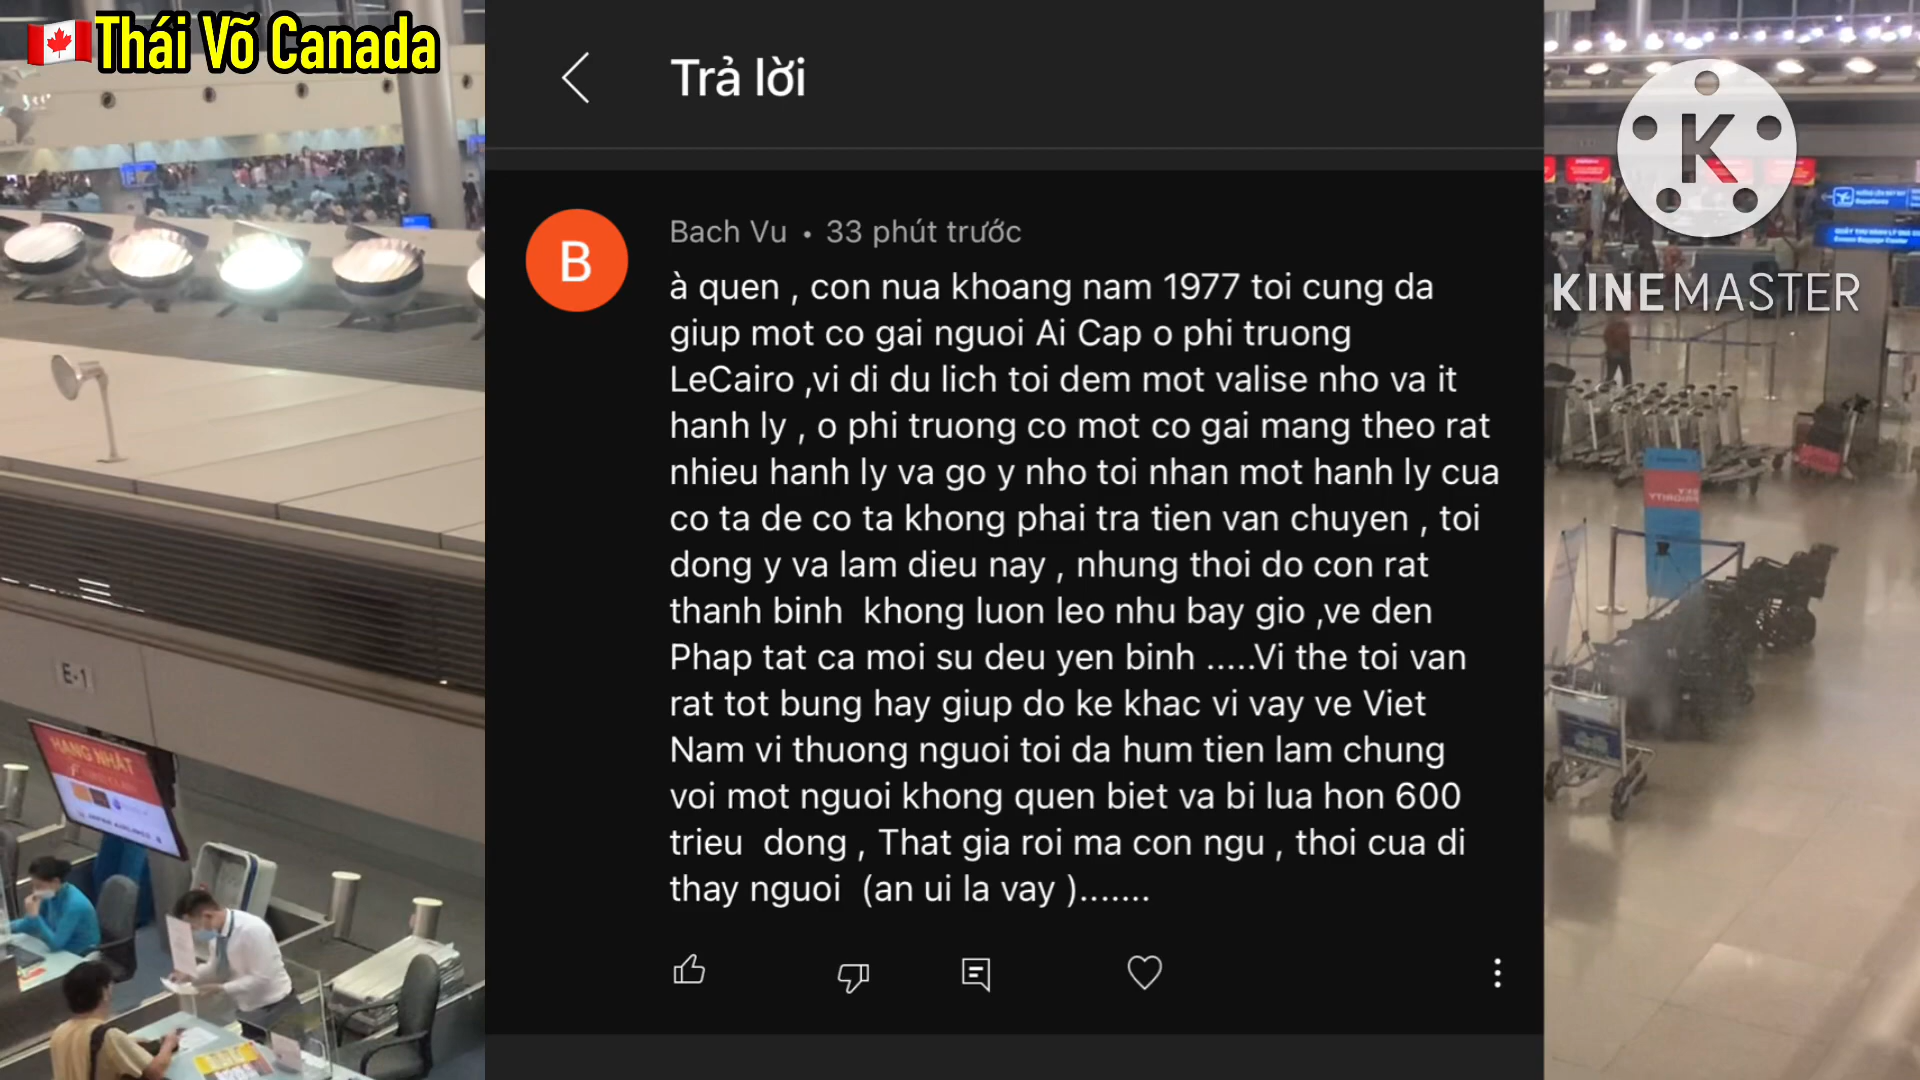 Thái Võ Canada
Trả lời
Bach Vu • 33 phút trước
à quen , con nua khoang nam 1977 toi cung da
giup mot co gai nguoi Ai Cap o phi truong
LeCairo ,vi di du lich toi dem mot valise nho va it
hanh ly , o phi truong co mot co gai mang theo rat
nhieu hanh ly va go y nho toi nhan mot hanh ly cua
co ta de co ta khong phai tra tien van chuyen , toi
dong y va lam dieu nay , nhung thoi do con rat
thanh binh  khong luon leo nhu bay gio ,ve den
Phap tat ca moi su deu yen binh .....Vi the toi van
rat tot bung hay giup do ke khac vi vay ve Viet
Nam vi thuong nguoi toi da hum tien lam chung
voi mot nguoi khong quen biet va bi lua hon 600
trieu  dong , That gia roi ma con ngu , thoi cua di
thay nguoi  (an ui la vay ).......
B
K
KINEMASTER
E-1
HẠNG NHẤT
SKY
PRIORITY